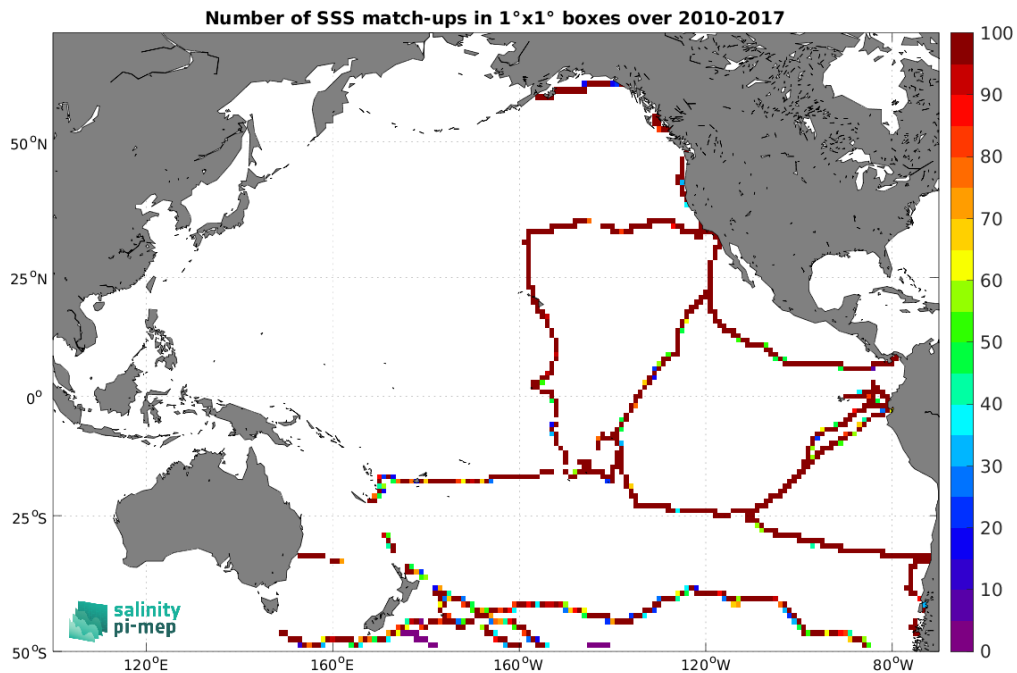 Number of SSS match-ups in 1°x1° boxes over 2010-2017
100
90
80
70
60
50
40
30
20
10
0
50°N
25°N
0°
25°S
50°S
120°E
160°E
160°W
120°W
80°W
salinity
pi-mep